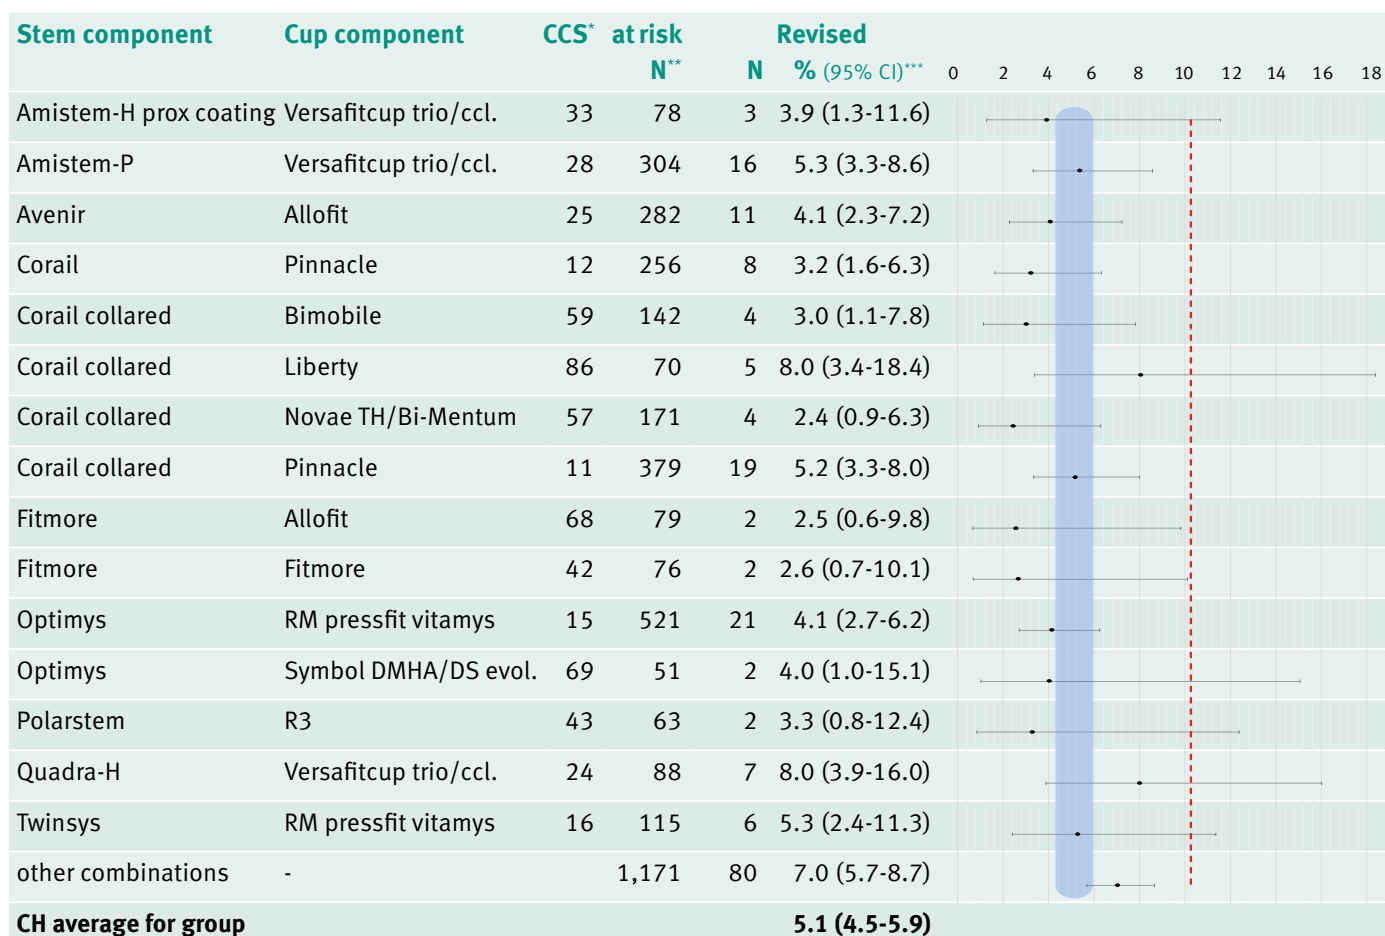 Stem component Cup component CCS* at risk Revised
N** N % (95% CI)*** 0 2 4 6 8 10 12 14 16 18
Amistem-H prox coating Versafitcup trio/ccl. 33 78 3 3.9 (1.3-11.6)
Amistem-P Versafitcup trio/ccl. 28 304 16 5.3 (3.3-8.6)
Avenir Allofit 25 282 11 4.1 (2.3-7.2)
Corail Pinnacle 12 256 8 3.2 (1.6-6.3)
Corail collared Bimobile 59 142 4 3.0 (1.1-7.8)
Corail collared Liberty 86 70 5 8.0 (3.4-18.4)
Corail collared Novae TH/Bi-Mentum 57 171 4 2.4 (0.9-6.3)
Corail collared Pinnacle 11 379 19 5.2 (3.3-8.0)
Fitmore Allofit 68 79 2 2.5 (0.6-9.8)
Fitmore Fitmore 42 76 2 2.6 (0.7-10.1)
Optimys RM pressfit vitamys 15 521 21 4.1 (2.7-6.2)
Optimys Symbol DMHA/DS evol. 69 51 2 4.0 (1.0-15.1)
Polarstem R3 43 63 2 3.3 (0.8-12.4)
Quadra-H Versafitcup trio/ccl. 24 88 7 8.0 (3.9-16.0)
Twinsys RM pressfit vitamys 16 115 6 5.3 (2.4-11.3)
other combinations - 1,171 80 7.0 (5.7-8.7)
CH average for group 5.1 (4.5-5.9)